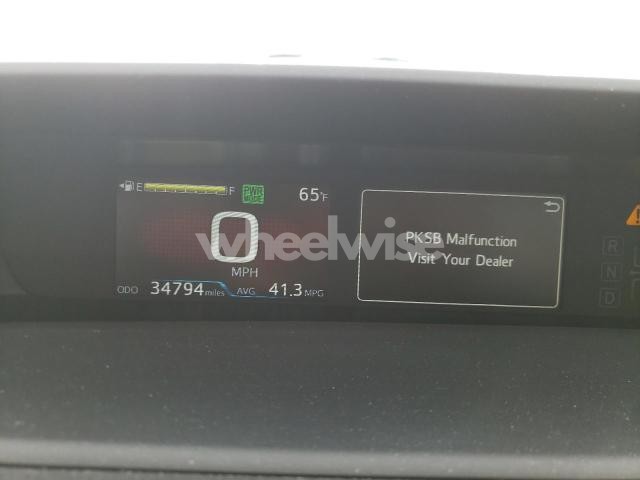 E F PWR MODE 65°F
0
MPH
ODO 34794 miles AVG 41.3 MPG
PKSB Malfunction
Visit Your Dealer
R
N
D
wheelwise